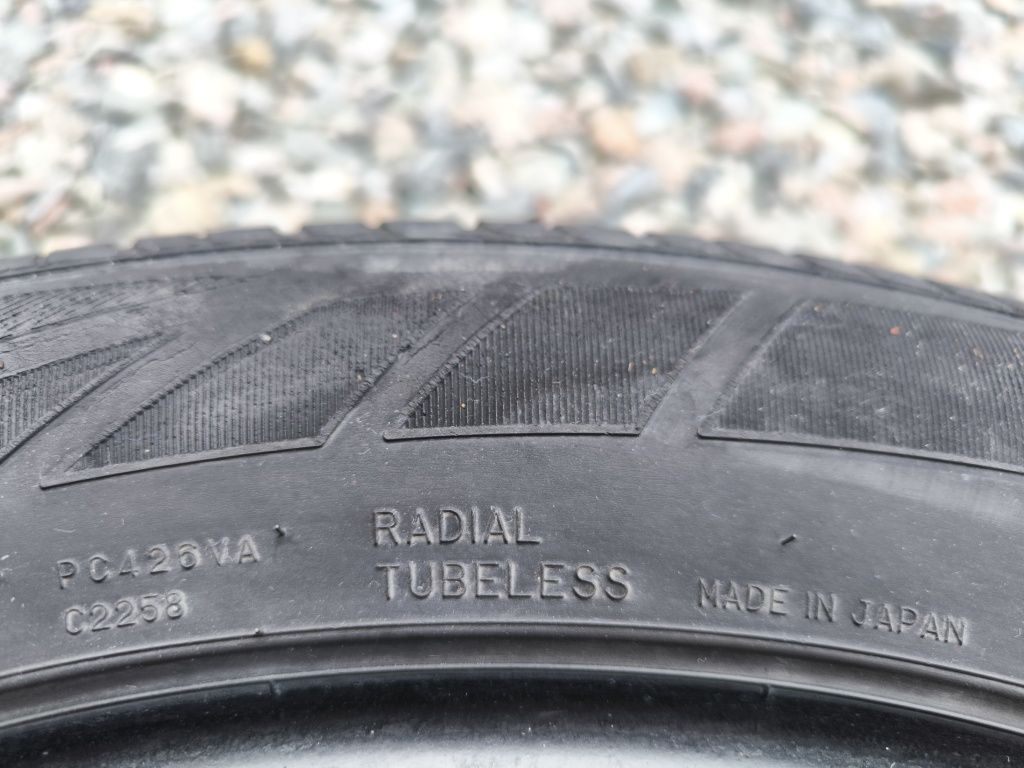 PC426VA
C2258
RADIAL
TUBELESS
MADE IN JAPAN